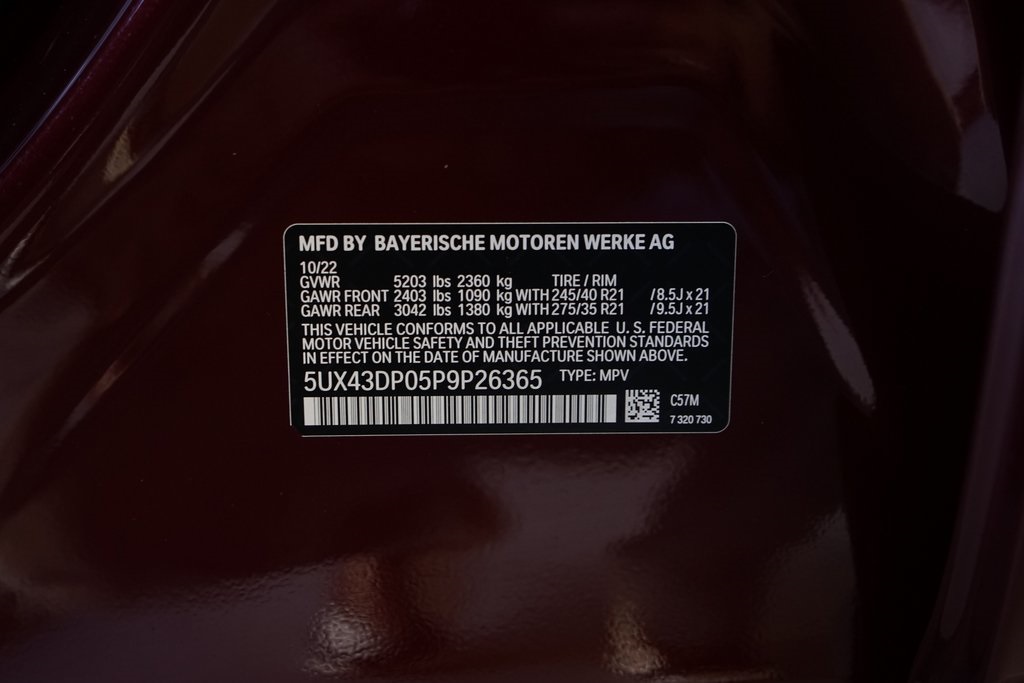 MFD BY BAYERISCHE MOTOREN WERKE AG
10/22
GVWR 5203 lbs 2360 kg TIRE / RIM
GAWR FRONT 2403 lbs 1090 kg WITH 245/40 R21 / 8.5J x 21
GAWR REAR 3042 lbs 1380 kg WITH 275/35 R21 / 9.5J x 21
THIS VEHICLE CONFORMS TO ALL APPLICABLE U. S. FEDERAL
MOTOR VEHICLE SAFETY AND THEFT PREVENTION STANDARDS
IN EFFECT ON THE DATE OF MANUFACTURE SHOWN ABOVE.
5UX43DP05P9P26365 TYPE: MPV
C57M
7 320 730